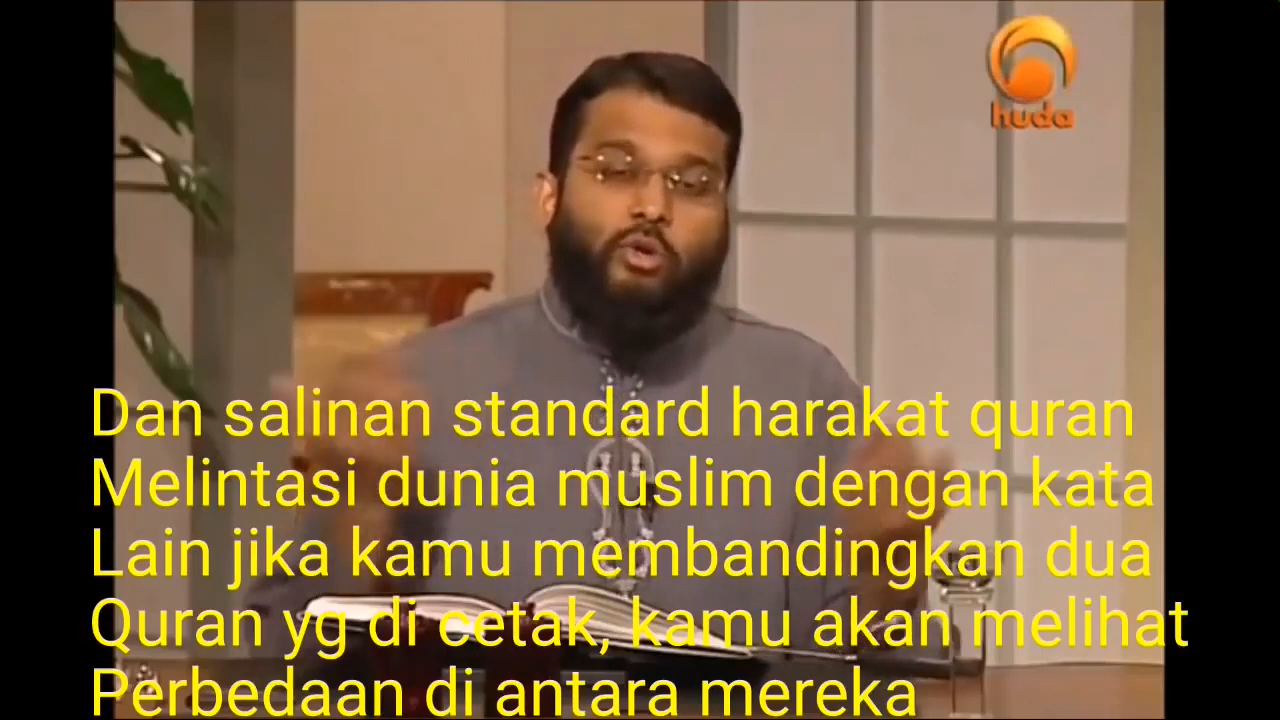 huda
Dan salinan standard harakat quran
Melintasi dunia muslim dengan kata
Lain jika kamu membandingkan dua
Quran yg di cetak, kamu akan melihat
Perbedaan di antara mereka